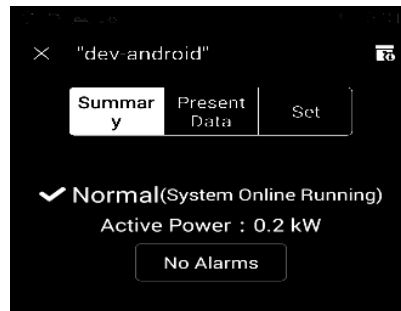 "dev-android"
Summar
y
Present
Data
Set
Normal(System Online Running)
Active Power : 0.2 kW
No Alarms